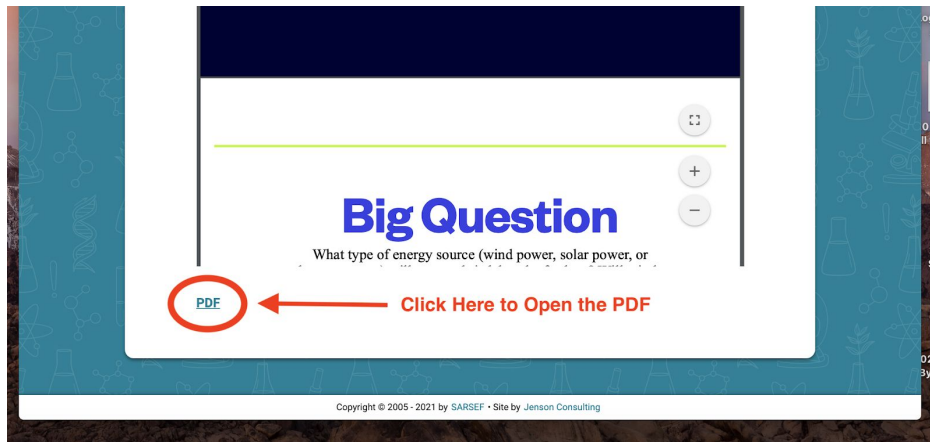 Big Question
What type of energy source (wind power, solar power, or
PDF
Click Here to Open the PDF
Copyright © 2005 - 2021 by SARSEF • Site by Jenson Consulting